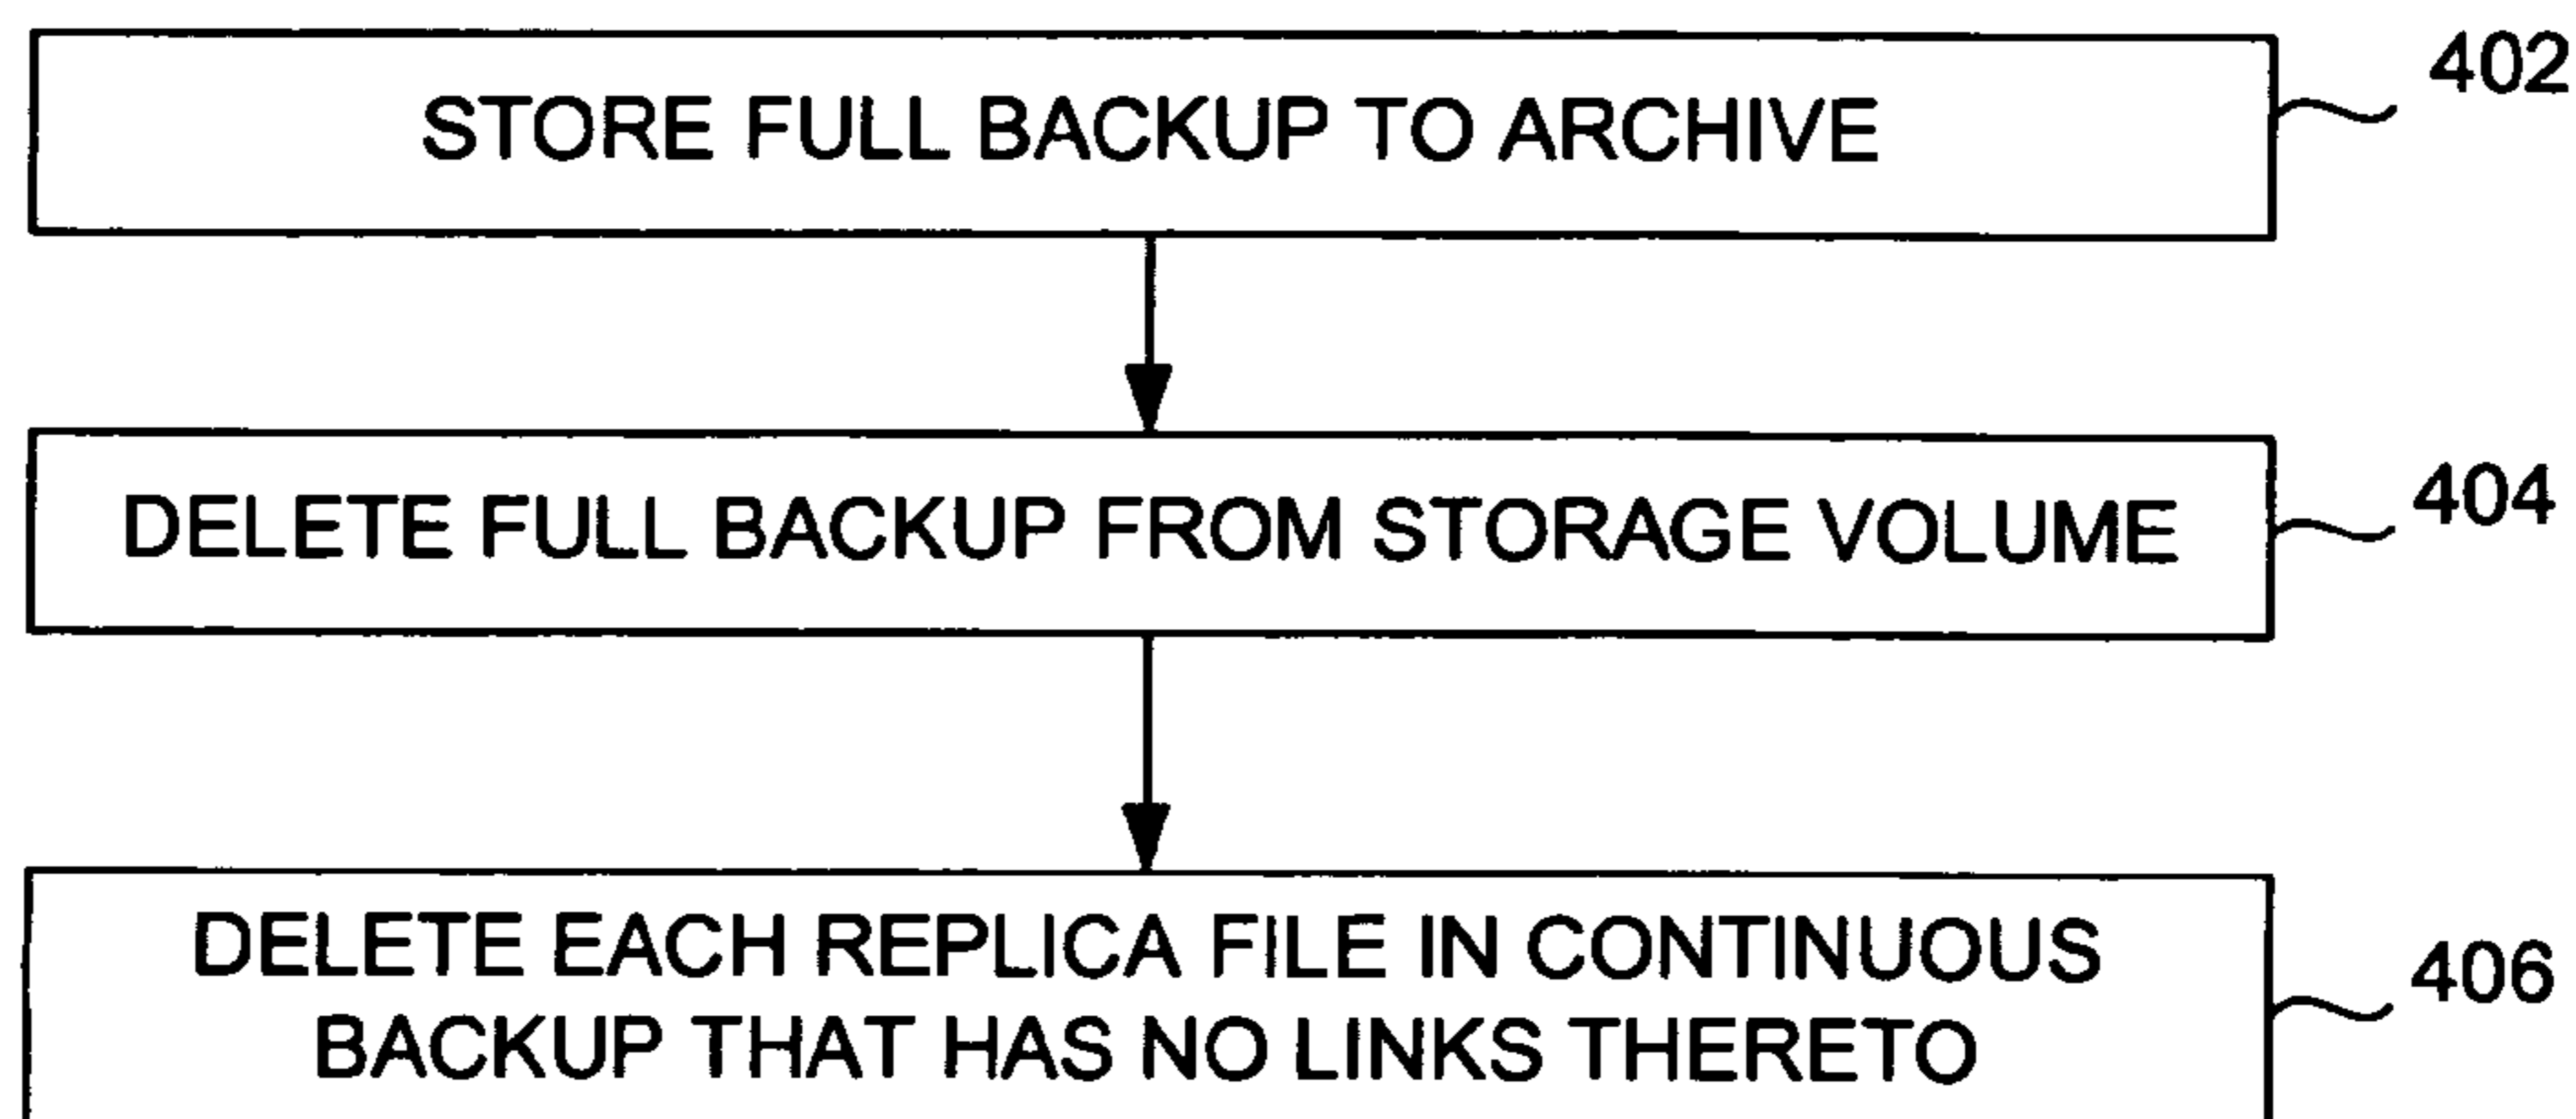 STORE FULL BACKUP TO ARCHIVE
402
DELETE FULL BACKUP FROM STORAGE VOLUME
404
DELETE EACH REPLICA FILE IN CONTINUOUS
BACKUP THAT HAS NO LINKS THERETO
406